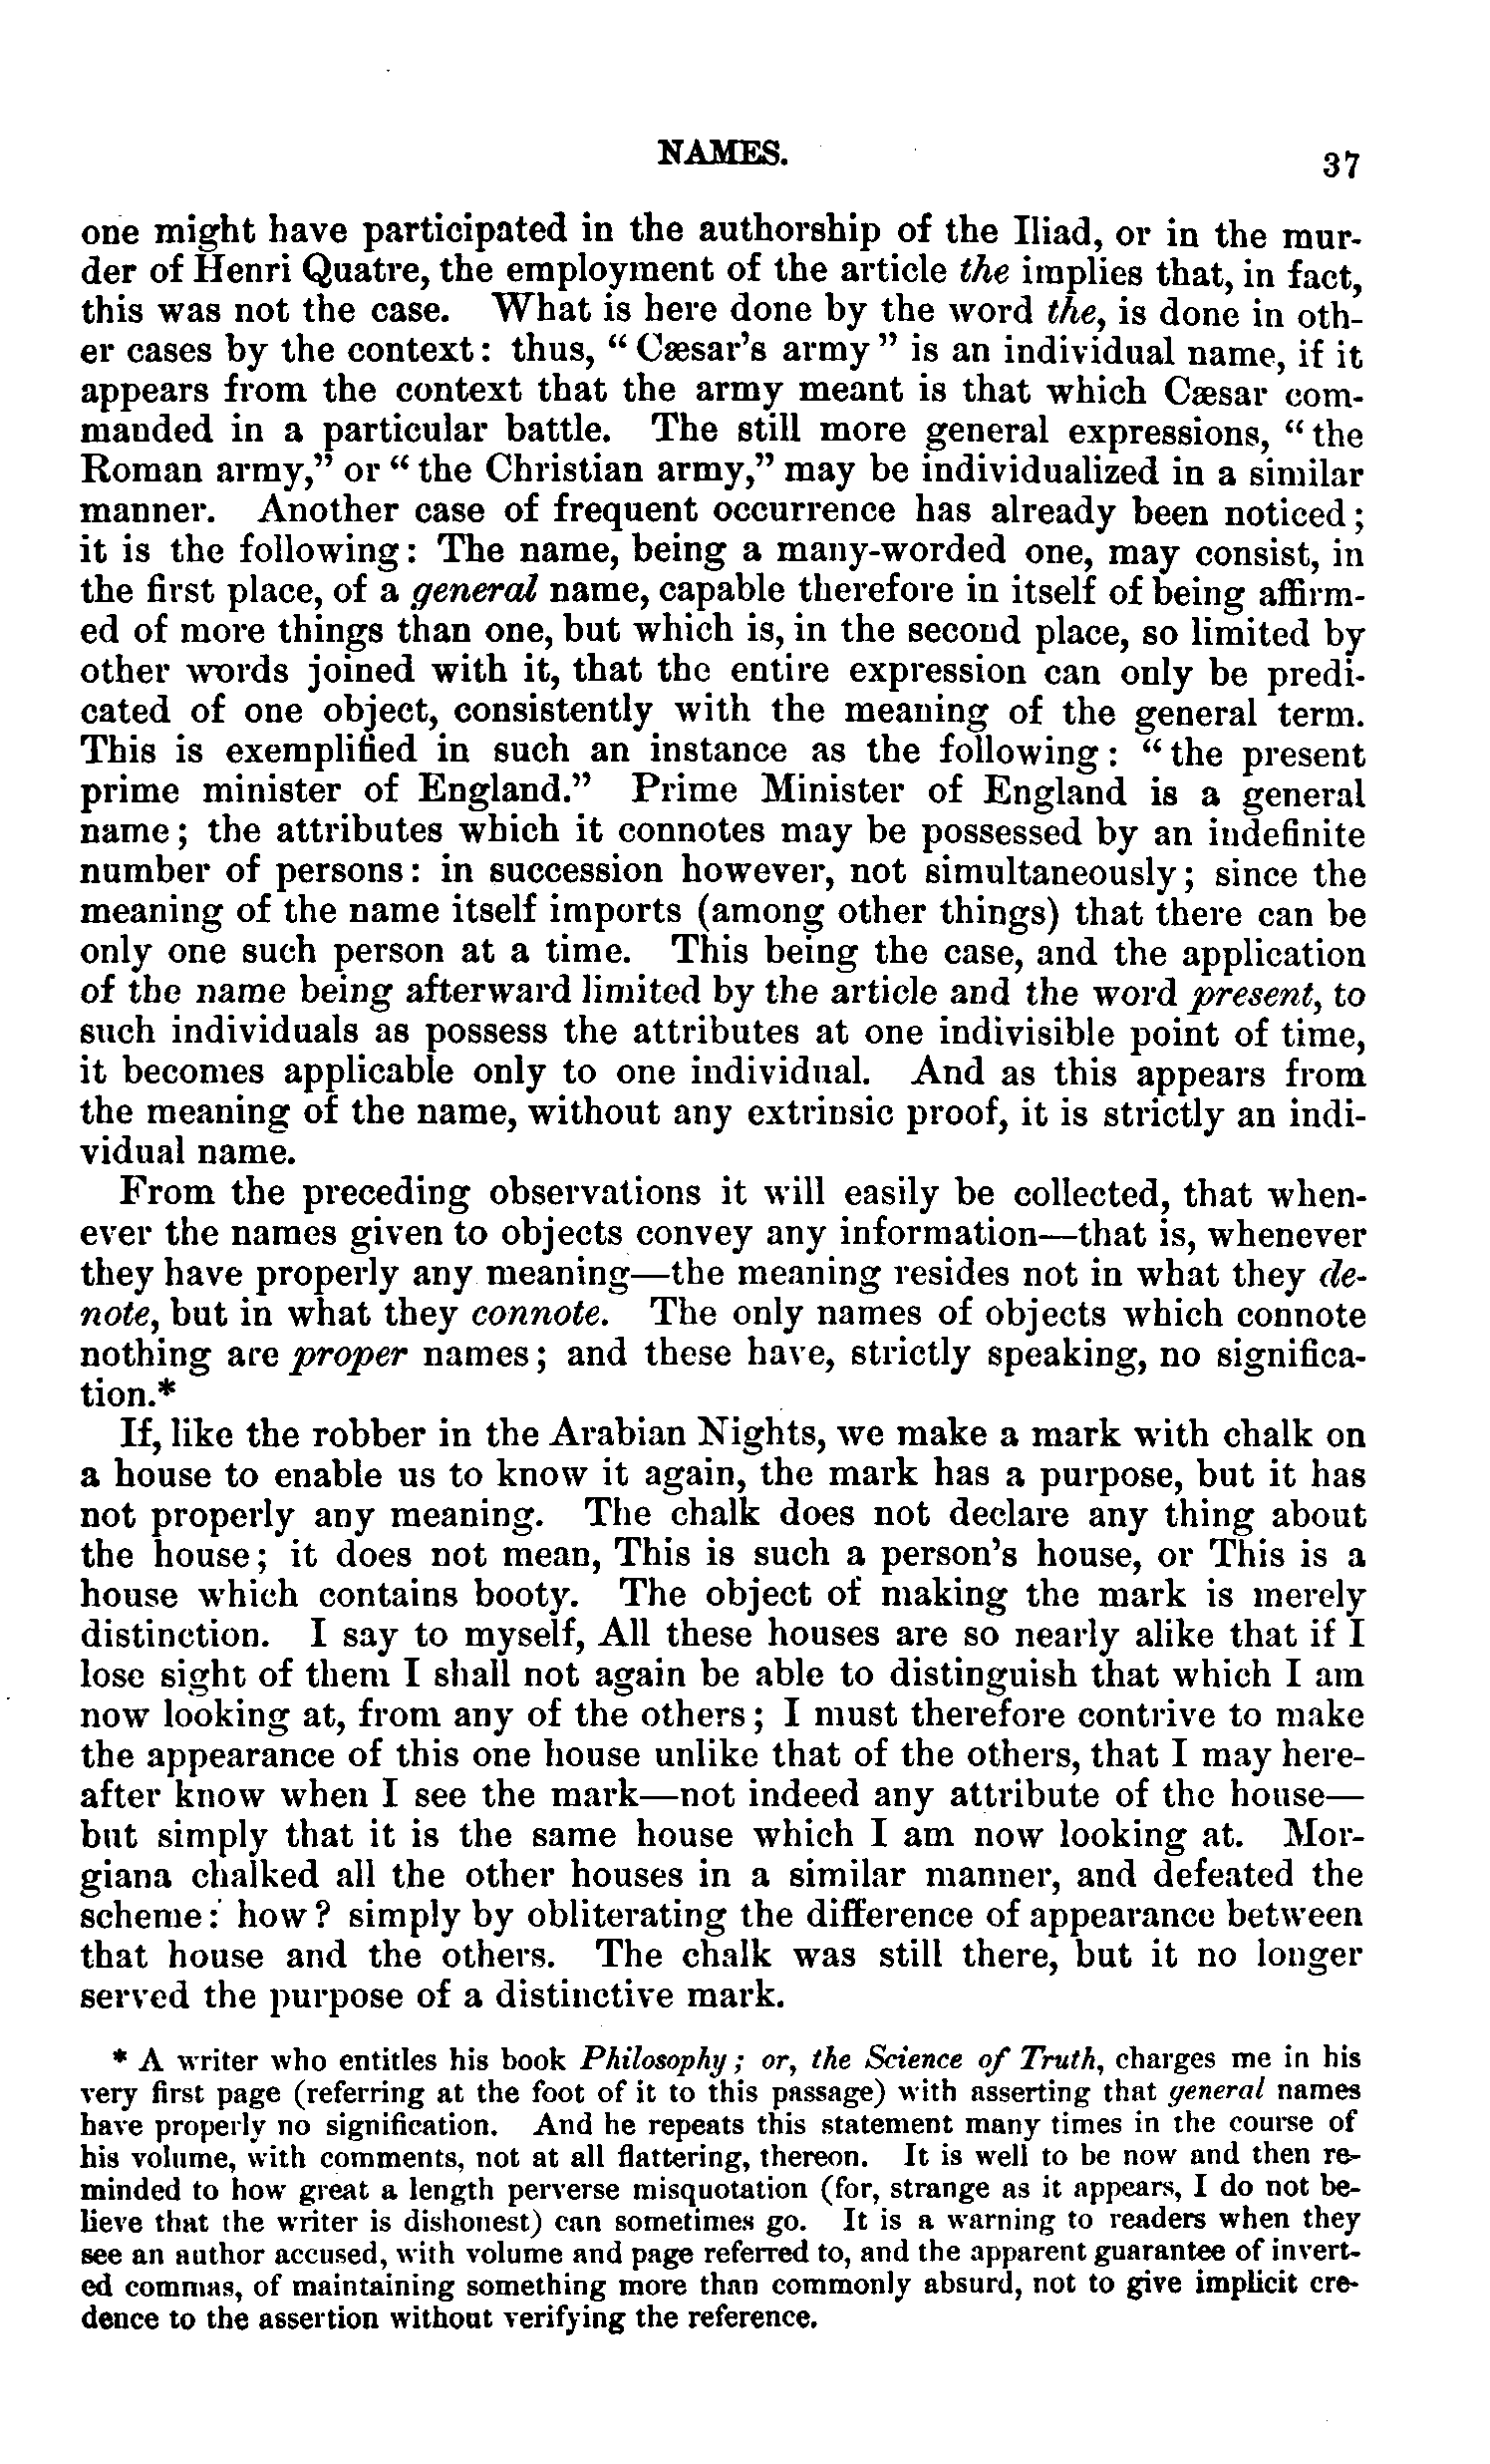 NAMES.
37
one might have participated in the authorship of the Iliad, or in the mur-
der of Henri Quatre, the employment of the article the implies that, in fact,
this was not the case. What is here done by the word the, is done in oth-
er cases by the context: thus, “Cæsar’s army” is an individual name, if it
appears from the context that the army meant is that which Cæsar com-
manded in a particular battle. The still more general expressions, “the
Roman army,” or “the Christian army,” may be individualized in a similar
manner. Another case of frequent occurrence has already been noticed;
it is the following: The name, being a many-worded one, may consist, in
the first place, of a general name, capable therefore in itself of being affirm-
ed of more things than one, but which is, in the second place, so limited by
other words joined with it, that the entire expression can only be predi-
cated of one object, consistently with the meaning of the general term.
This is exemplified in such an instance as the following: “the present
prime minister of England.” Prime Minister of England is a general
name; the attributes which it connotes may be possessed by an indefinite
number of persons: in succession however, not simultaneously; since the
meaning of the name itself imports (among other things) that there can be
only one such person at a time. This being the case, and the application
of the name being afterward limited by the article and the word present, to
such individuals as possess the attributes at one indivisible point of time,
it becomes applicable only to one individual. And as this appears from
the meaning of the name, without any extrinsic proof, it is strictly an indi-
vidual name.
From the preceding observations it will easily be collected, that when-
ever the names given to objects convey any information—that is, whenever
they have properly any meaning—the meaning resides not in what they de-
note, but in what they connote. The only names of objects which connote
nothing are proper names; and these have, strictly speaking, no significa-
tion.*
If, like the robber in the Arabian Nights, we make a mark with chalk on
a house to enable us to know it again, the mark has a purpose, but it has
not properly any meaning. The chalk does not declare any thing about
the house; it does not mean, This is such a person’s house, or This is a
house which contains booty. The object of making the mark is merely
distinction. I say to myself, All these houses are so nearly alike that if I
lose sight of them I shall not again be able to distinguish that which I am
now looking at, from any of the others; I must therefore contrive to make
the appearance of this one house unlike that of the others, that I may here-
after know when I see the mark—not indeed any attribute of the house—
but simply that it is the same house which I am now looking at. Mor-
giana chalked all the other houses in a similar manner, and defeated the
scheme: how? simply by obliterating the difference of appearance between
that house and the others. The chalk was still there, but it no longer
served the purpose of a distinctive mark.
* A writer who entitles his book Philosophy; or, the Science of Truth, charges me in his
very first page (referring at the foot of it to this passage) with asserting that general names
have properly no signification. And he repeats this statement many times in the course of
his volume, with comments, not at all flattering, thereon. It is well to be now and then re-
minded to how great a length perverse misquotation (for, strange as it appears, I do not be-
lieve that the writer is dishonest) can sometimes go. It is a warning to readers when they
see an author accused, with volume and page referred to, and the apparent guarantee of invert-
ed commas, of maintaining something more than commonly absurd, not to give implicit cre-
dence to the assertion without verifying the reference.